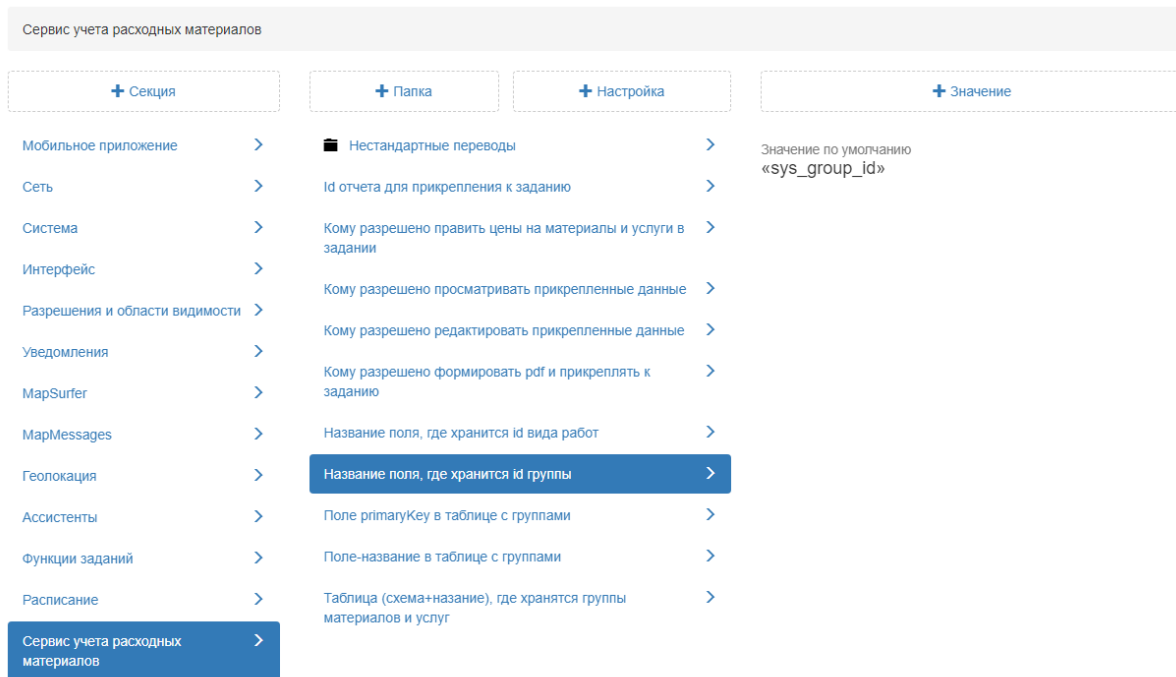 Сервис учета расходных материалов
+ Секция
+ Папка
+ Настройка
+ Значение
Мобильное приложение
Сеть
Система
Интерфейс
Разрешения и области видимости
Уведомления
MapSurfer
MapMessages
Геолокация
Ассистенты
Функции заданий
Расписание
Сервис учета расходных
материалов
Нестандартные переводы
Id отчета для прикрепления к заданию
Кому разрешено править цены на материалы и услуги в
задании
Кому разрешено просматривать прикрепленные данные
Кому разрешено редактировать прикрепленные данные
Кому разрешено формировать pdf и прикреплять к
заданию
Название поля, где хранится id вида работ
Название поля, где хранится id группы
Поле primaryKey в таблице с группами
Поле-название в таблице с группами
Таблица (схема+назание), где хранятся группы
материалов и услуг
Значение по умолчанию
«sys_group_id»